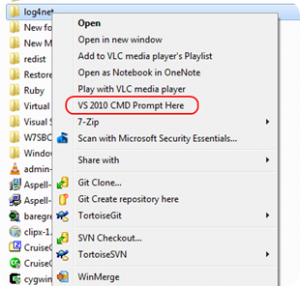 log4net
Open
New fo
Open in new window
New M
Add to VLC media player's Playlist
redist
Open as Notebook in OneNote
Restore
Play with VLC media player
Ruby
VS 2010 CMD Prompt Here
Virtual
7-Zip
Visual S
Scan with Microsoft Security Essentials...
W7SBC
Window
Share with
admin-
Aspell-
Git Clone...
Aspell-
Git Create repository here
baregre
TortoiseGit
clipx-1.
CruiseC
SVN Checkout...
CruiseC
TortoiseSVN
cygwin
WinMerge